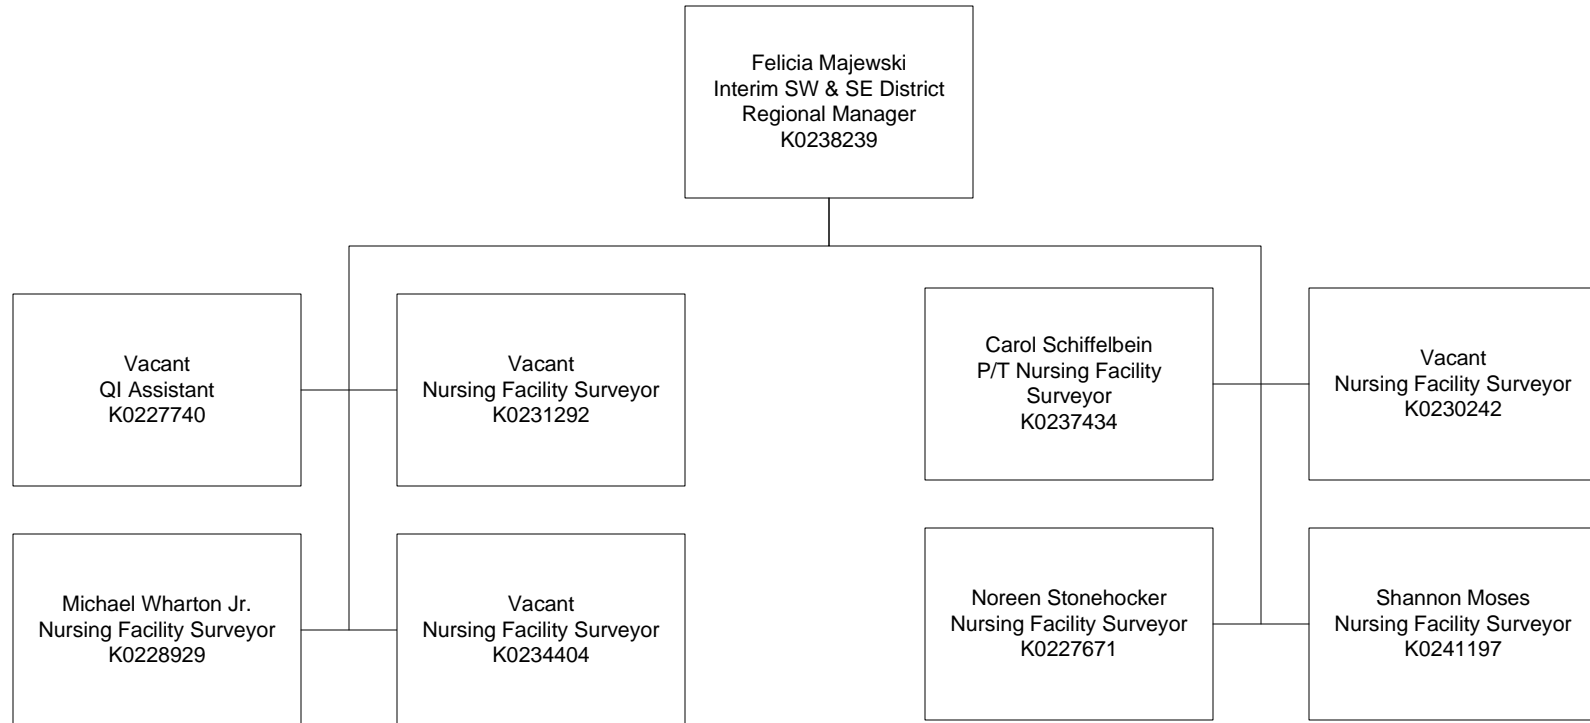 Felicia Majewski
Interim SW & SE District
Regional Manager
K0238239
Vacant
QI Assistant
K0227740
Vacant
Nursing Facility Surveyor
K0231292
Carol Schiffelbein
P/T Nursing Facility
Surveyor
K0237434
Vacant
Nursing Facility Surveyor
K0230242
Michael Wharton Jr.
Nursing Facility Surveyor
K0228929
Vacant
Nursing Facility Surveyor
K0234404
Noreen Stonehocker
Nursing Facility Surveyor
K0227671
Shannon Moses
Nursing Facility Surveyor
K0241197